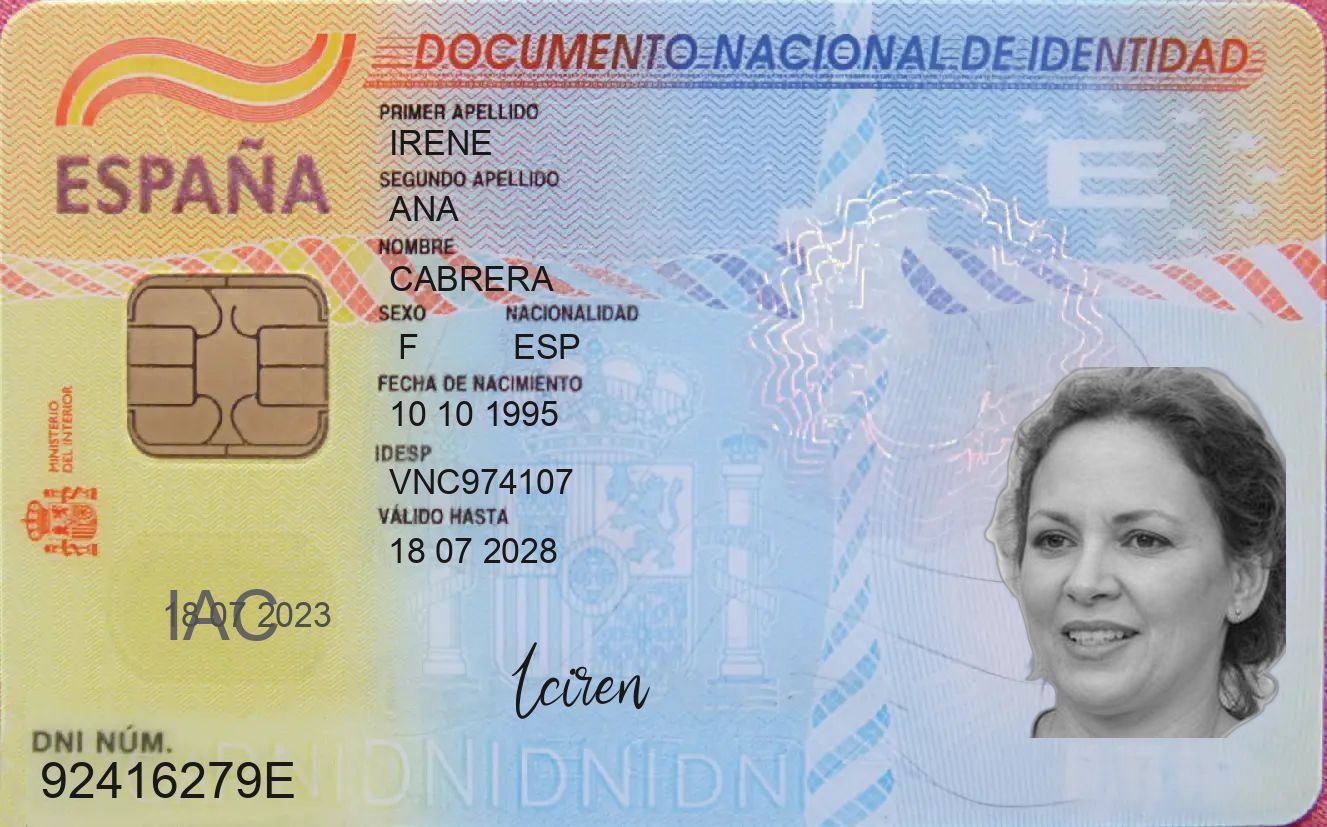 DOCUMENTO NACIONAL DE IDENTIDAD
ESPAÑA
PRIMER APELLIDO
IRENE
SEGUNDO APELLIDO
ANA
NOMBRE
CABRERA
SEXO NACIONALIDAD
F ESP
FECHA DE NACIMIENTO
10 10 1995
IDESP
VNC974107
VÁLIDO HASTA
18 07 2028
MINISTERIO
DEL INTERIOR
E
IAC
18 07 2023
lciren
DNI NÚM.
92416279E
DNIDNIDNIDNI